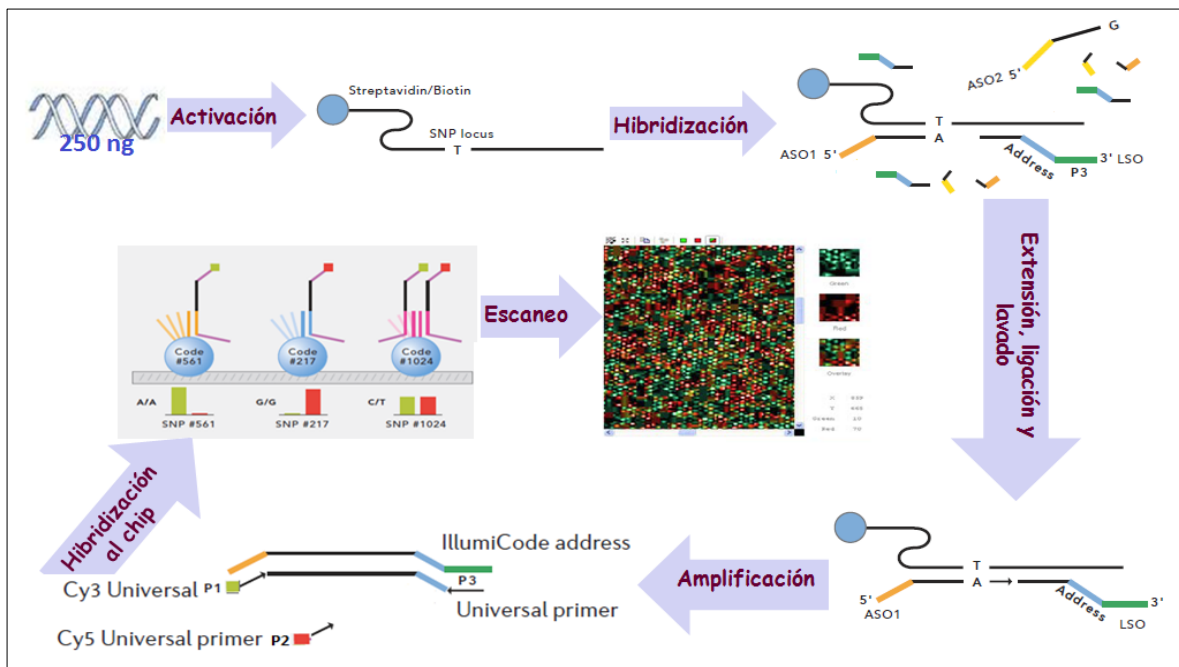 250 ng
Activación
Streptavidin/Biotin
SNP locus
T
Hibridización
G
ASO2 5'
T
A
ASO1 5'
Address
P3
3' LSO
Extensión, ligación y
lavado
T
A
5'
ASO1
Address
3'
LSO
Amplificación
IllumiCode address
P3
Cy3 Universal P1
Universal primer
Cy5 Universal primer P2
Hibridización
al chip
Code
#561
Code
#217
Code
#1024
A/A
G/G
C/T
SNP #561
SNP #217
SNP #1024
Escaneo
Green
Red
Overlay
X
Y